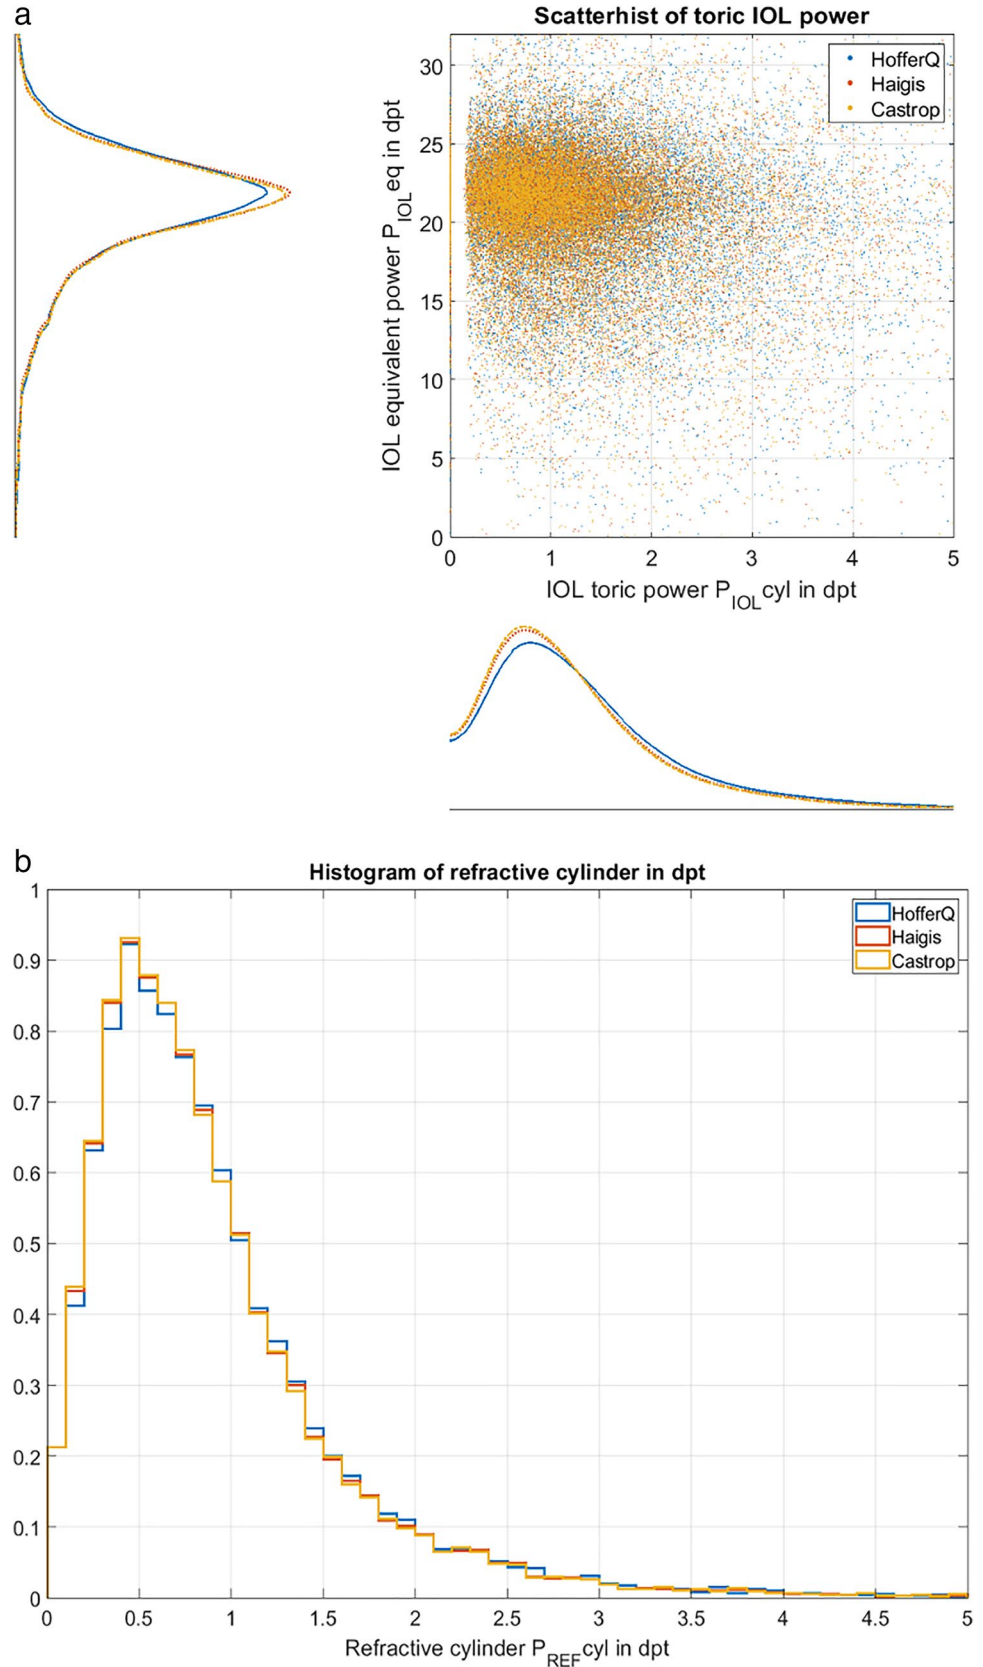 a
Scatterhist of toric IOL power
HofferQ
Haigis
Castrop
IOL equivalent power PIOL eq in dpt
30
25
20
15
10
5
0
0 1 2 3 4 5
IOL toric power PIOLcyl in dpt
b
Histogram of refractive cylinder in dpt
HofferQ
Haigis
Castrop
1
0.9
0.8
0.7
0.6
0.5
0.4
0.3
0.2
0.1
0
0 0.5 1 1.5 2 2.5 3 3.5 4 4.5 5
Refractive cylinder PREFcyl in dpt